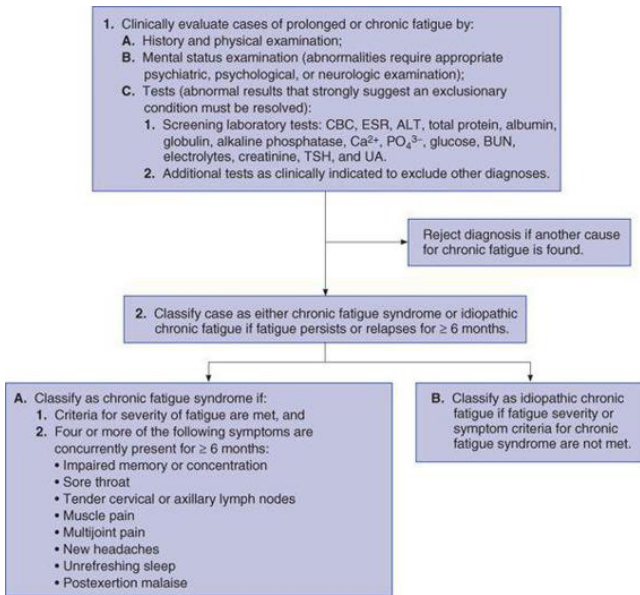 1. Clinically evaluate cases of prolonged or chronic fatigue by:
A. History and physical examination;
B. Mental status examination (abnormalities require appropriate
psychiatric, psychological, or neurologic examination);
C. Tests (abnormal results that strongly suggest an exclusionary
condition must be resolved):
1. Screening laboratory tests: CBC, ESR, ALT, total protein, albumin,
globulin, alkaline phosphatase, Ca²⁺, PO₄³⁻, glucose, BUN,
electrolytes, creatinine, TSH, and UA.
2. Additional tests as clinically indicated to exclude other diagnoses.
Reject diagnosis if another cause
for chronic fatigue is found.
2. Classify case as either chronic fatigue syndrome or idiopathic
chronic fatigue if fatigue persists or relapses for ≥ 6 months.
A. Classify as chronic fatigue syndrome if:
1. Criteria for severity of fatigue are met, and
2. Four or more of the following symptoms are
concurrently present for ≥ 6 months:
• Impaired memory or concentration
• Sore throat
• Tender cervical or axillary lymph nodes
• Muscle pain
• Multijoint pain
• New headaches
• Unrefreshing sleep
• Postexertion malaise
B. Classify as idiopathic chronic
fatigue if fatigue severity or
symptom criteria for chronic
fatigue syndrome are not met.